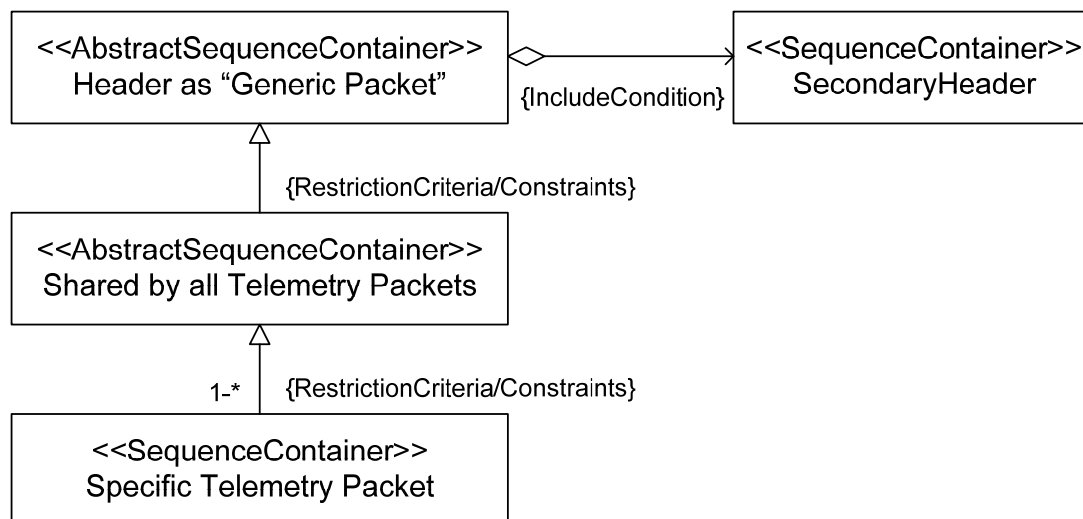 <<AbstractSequenceContainer>>
Header as “Generic Packet”
<<SequenceContainer>>
SecondaryHeader
{IncludeCondition}
{RestrictionCriteria/Constraints}
<<AbstractSequenceContainer>>
Shared by all Telemetry Packets
1-*
{RestrictionCriteria/Constraints}
<<SequenceContainer>>
Specific Telemetry Packet